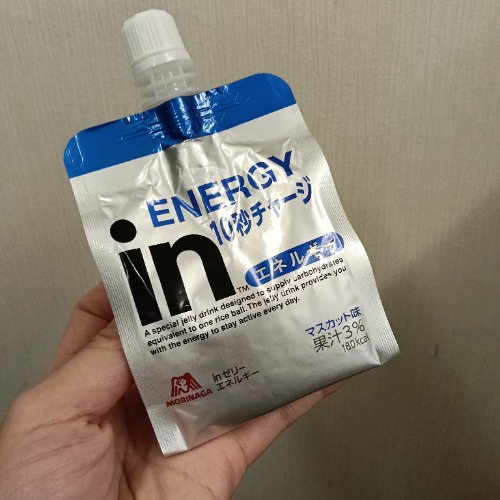 ENERGY
10秒チャージ
in™
エネルギー
A special jelly drink designed to supply carbohydrates
equivalent to one rice ball. The jelly drink provides you
with the energy to stay active every day.
マスカット味
果汁3%
180kcal
MORINAGA
inゼリー
エネルギー